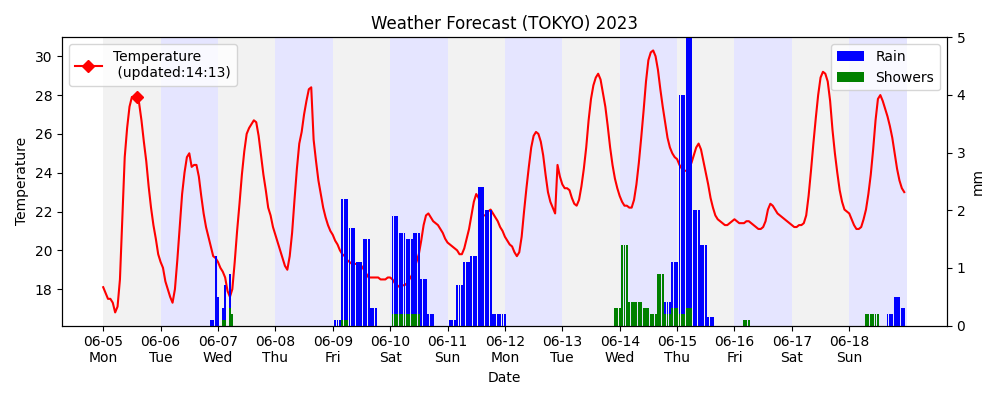 Weather Forecast (TOKYO) 2023
Temperature
(updated:14:13)
Rain
Showers
Temperature
30
28
26
24
22
20
18
5
4
3
2
1
0
mm
06-05 06-06 06-07 06-08 06-09 06-10 06-11 06-12 06-13 06-14 06-15 06-16 06-17 06-18
Mon Tue Wed Thu Fri Sat Sun Mon Tue Wed Thu Fri Sat Sun
Date